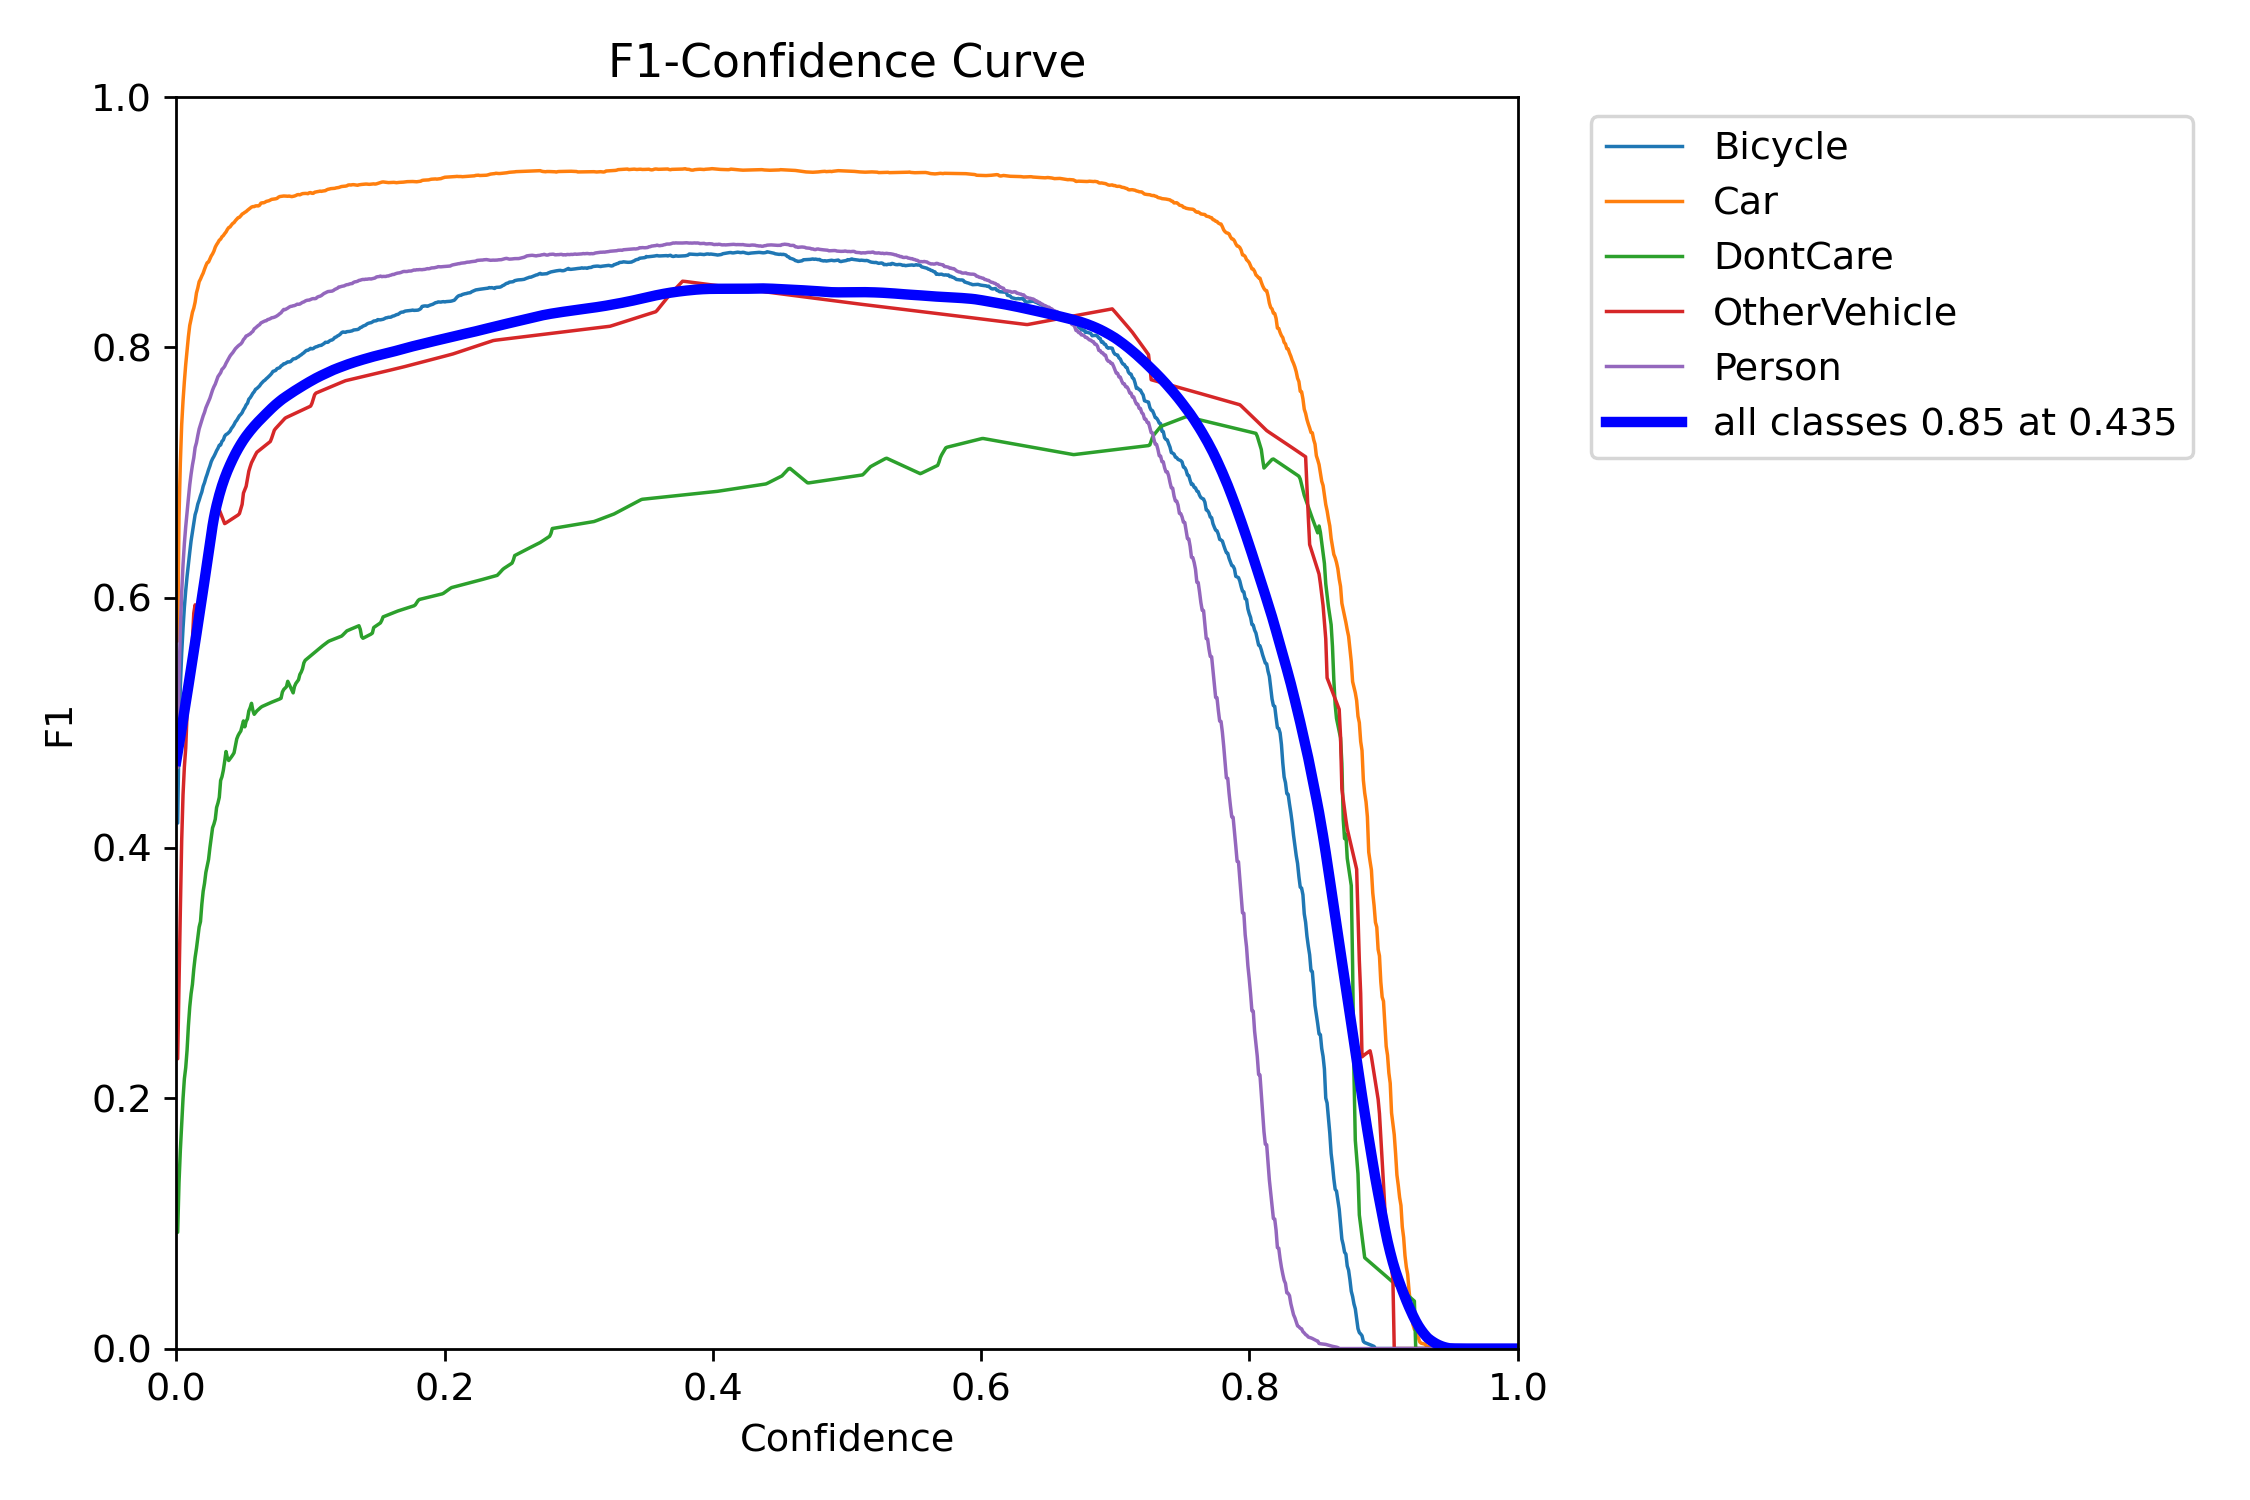 F1-Confidence Curve
1.0
0.8
0.6
0.4
0.2
0.0
F1
0.0 0.2 0.4 0.6 0.8 1.0
Confidence
Bicycle
Car
DontCare
OtherVehicle
Person
all classes 0.85 at 0.435